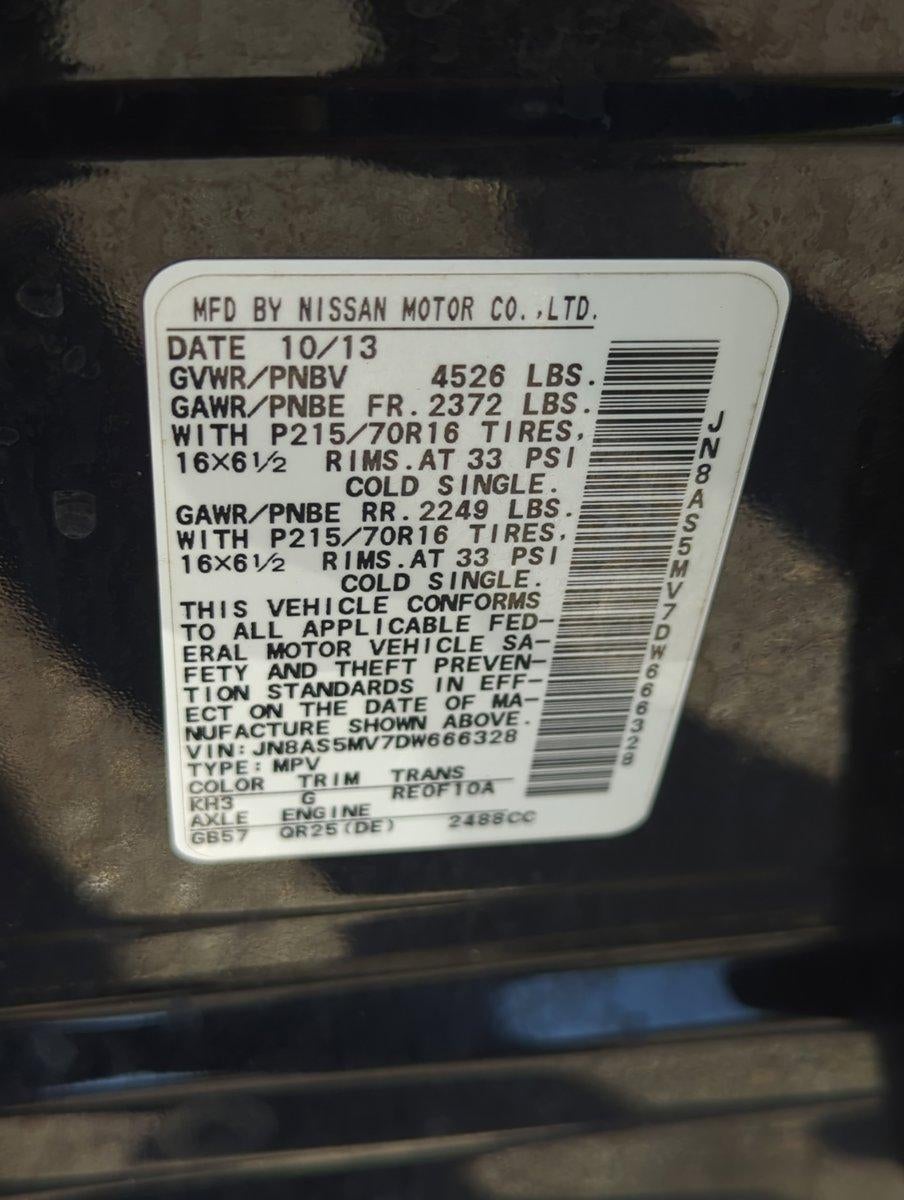 MFD BY NISSAN MOTOR CO.,LTD.
DATE 10/13
GVWR/PNBV 4526 LBS.
GAWR/PNBE FR. 2372 LBS.
WITH P215/70R16 TIRES,
16×6 1/2 RIMS. AT 33 PSI
COLD SINGLE.
GAWR/PNBE RR. 2249 LBS.
WITH P215/70R16 TIRES,
16×6 1/2 RIMS. AT 33 PSI
COLD SINGLE.
THIS VEHICLE CONFORMS
TO ALL APPLICABLE FED-
ERAL MOTOR VEHICLE SA-
FETY AND THEFT PREVEN-
TION STANDARDS IN EFF-
ECT ON THE DATE OF MA-
NUFACTURE SHOWN ABOVE.
VIN: JN8AS5MV7DW666328
TYPE: MPV
COLOR TRIM TRANS
KH3 G RE0F10A
AXLE ENGINE
GB57 QR25(DE) 2488CC
JN8AS5MV7DW666328